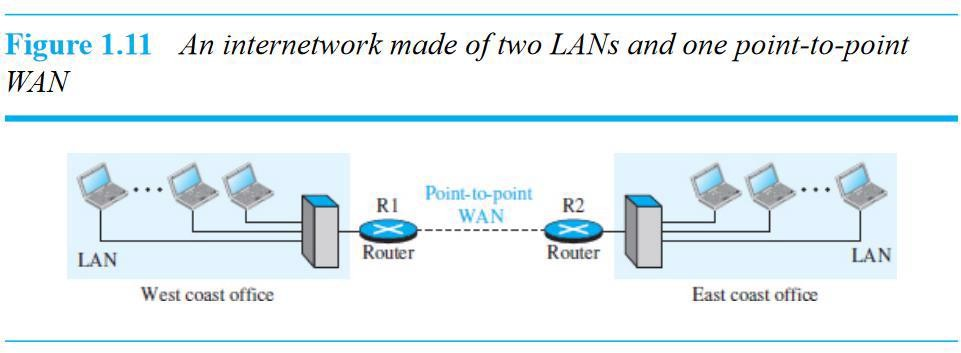 Figure 1.11 An internetwork made of two LANs and one point-to-point
WAN
R1
Point-to-point
WAN
R2
LAN
Router
Router
LAN
West coast office
East coast office